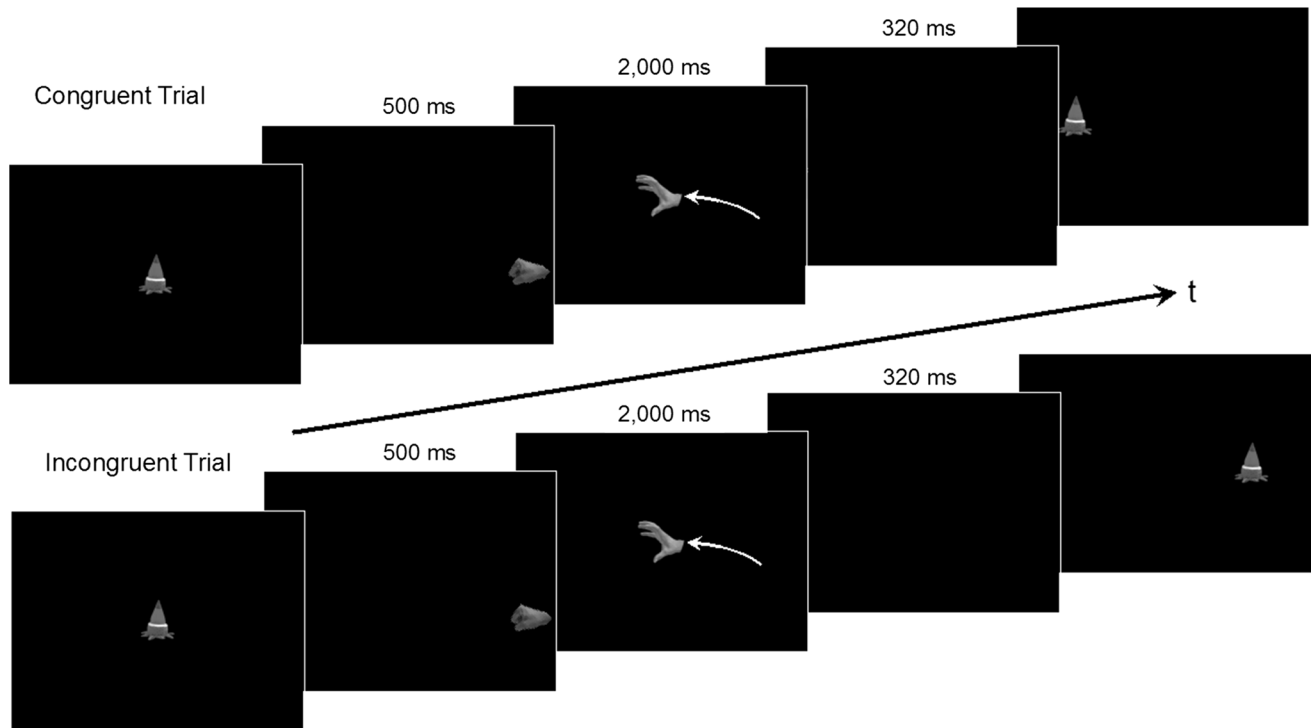 320 ms
2,000 ms
Congruent Trial
500 ms
t
320 ms
2,000 ms
500 ms
Incongruent Trial